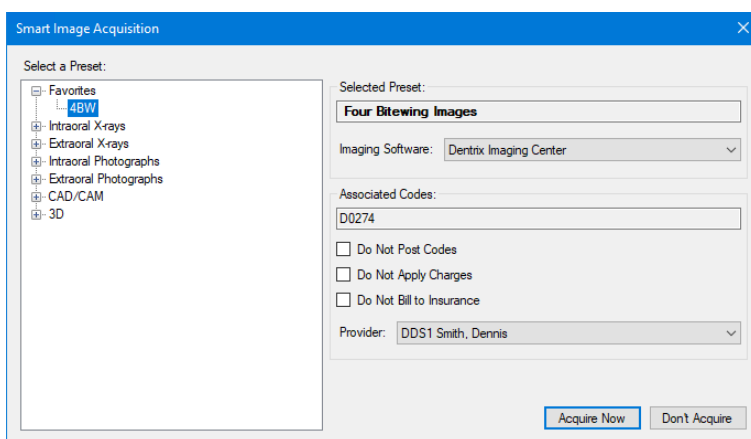 Smart Image Acquisition
Select a Preset:
Favorites
4BW
Intraoral X-rays
Extraoral X-rays
Intraoral Photographs
Extraoral Photographs
CAD/CAM
3D
Selected Preset:
Four Bitewing Images
Imaging Software: Dentrix Imaging Center
Associated Codes:
D0274
Do Not Post Codes
Do Not Apply Charges
Do Not Bill to Insurance
Provider: DDS1 Smith, Dennis
Acquire Now Don't Acquire